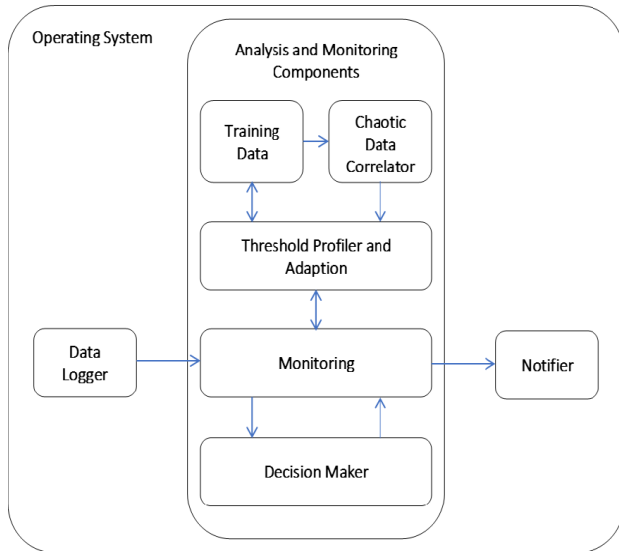 Operating System
Analysis and Monitoring
Components
Training
Data
Chaotic
Data
Correlator
Threshold Profiler and
Adaption
Data
Logger
Monitoring
Notifier
Decision Maker